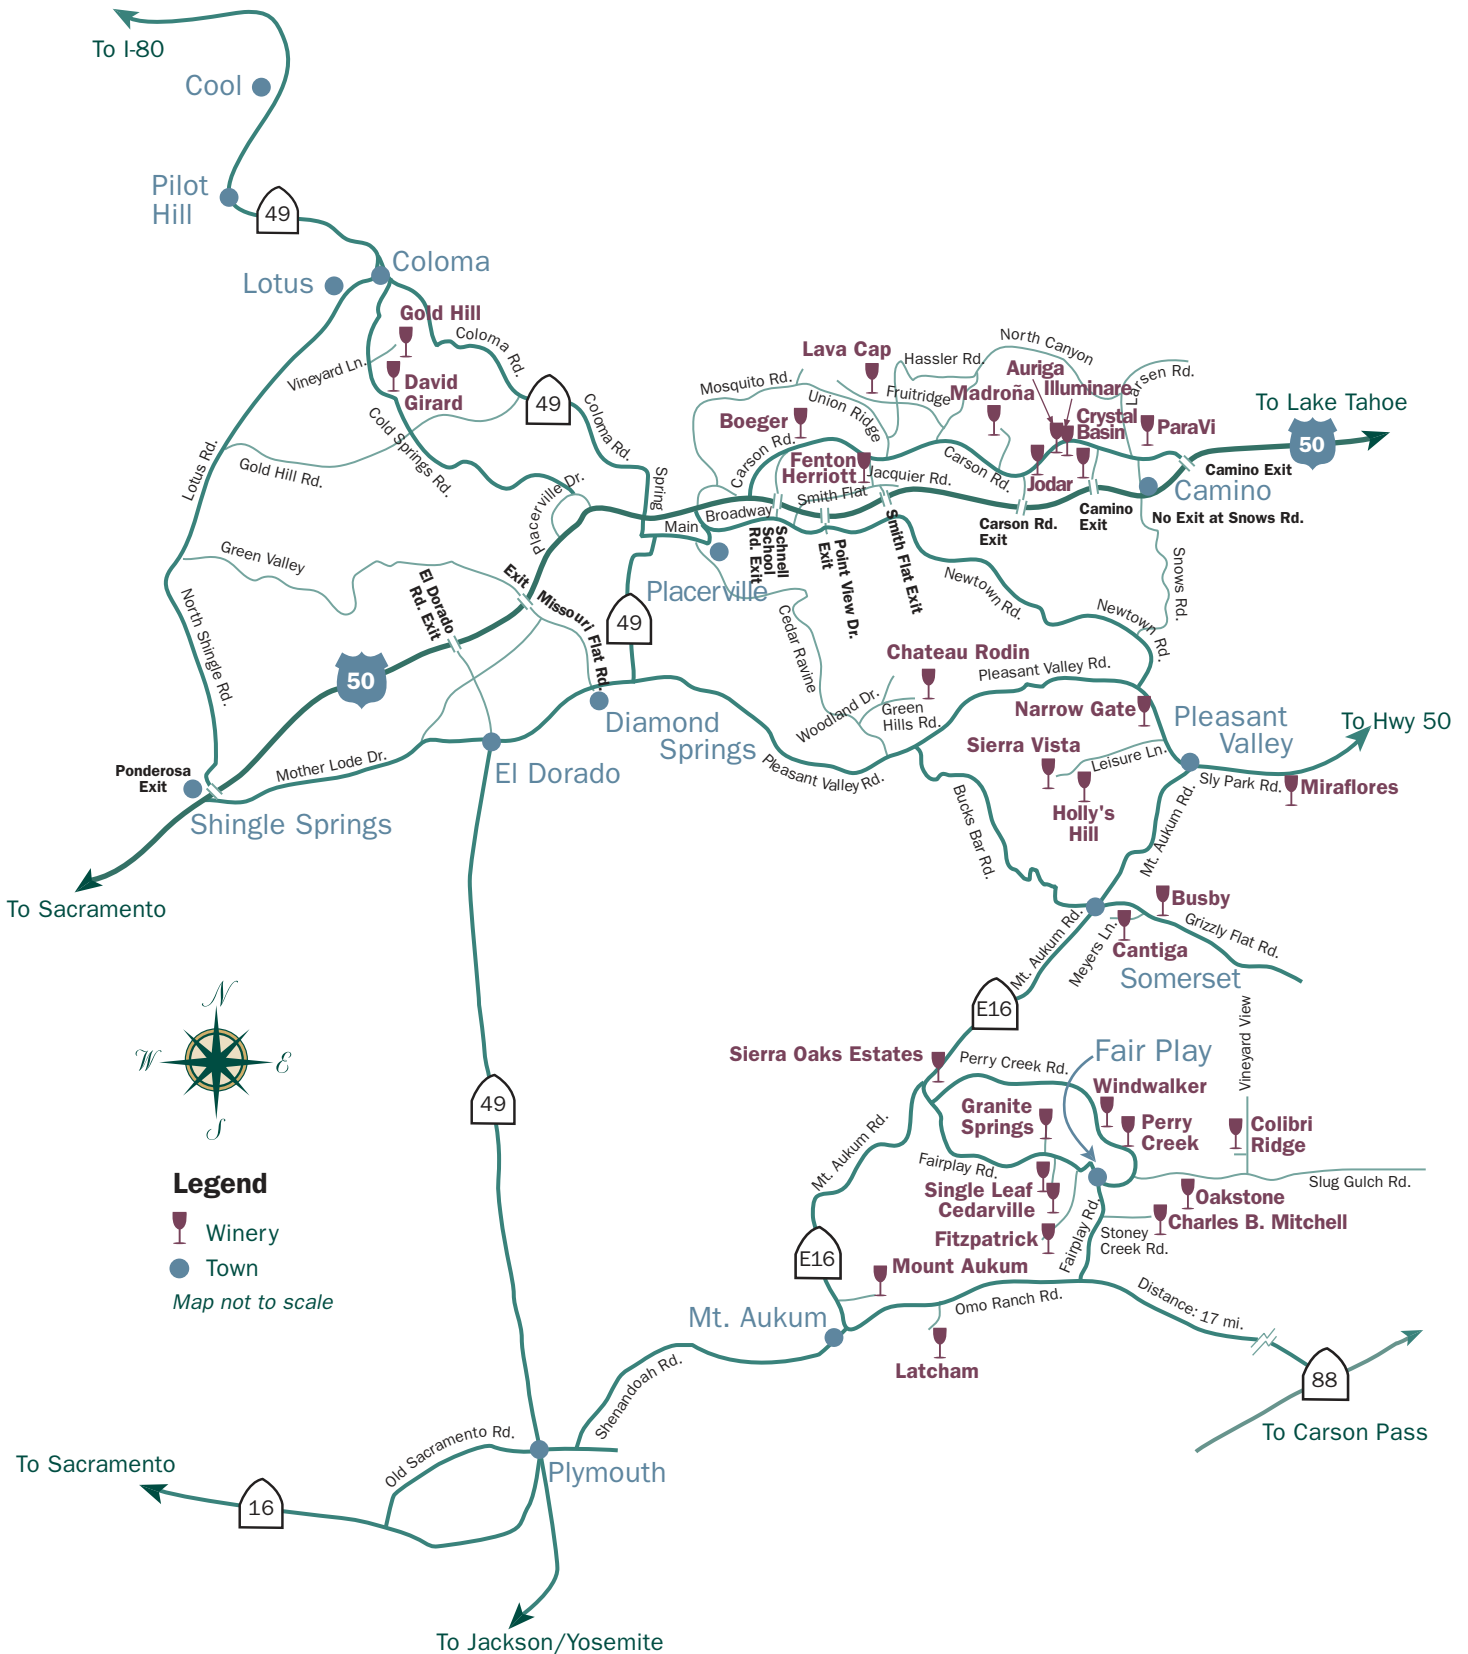 To I-80
Cool
Pilot
Hill
49
Coloma
Lotus
Gold Hill
Coloma Rd.
Vineyard Ln.
David
Girard
49
Coloma Rd.
Cold Springs Rd.
Lotus Rd.
Gold Hill Rd.
Green Valley
North Shingle Rd.
Placerville Dr.
Spring
Main
Broadway
Mosquito Rd.
Lava Cap
Hassler Rd.
North Canyon
Union Ridge
Fruitridge
Madroña
Auriga
Illuminare
Larsen Rd.
Boeger
Carson Rd.
Crystal
Basin
ParaVi
To Lake Tahoe
50
Fenton
Herriott
Jacquier Rd.
Carson Rd.
Jodar
Camino Exit
Camino
Smith Flat
Schnell
School
Rd. Exit
Point View Dr.
Exit
Smith Flat Exit
Carson Rd.
Exit
Camino
Exit
No Exit at Snows Rd.
Placerville
El Dorado
Rd. Exit
Exit
Missouri Flat Rd.
49
Cedar Ravine
Newtown Rd.
Newtown Rd.
Snows Rd.
50
Chateau Rodin
Pleasant Valley Rd.
Woodland Dr.
Green
Hills Rd.
Narrow Gate
Pleasant
Valley
To Hwy 50
Diamond
Springs
Sierra Vista
Leisure Ln.
Holly's
Hill
Sly Park Rd.
Miraflores
Ponderosa
Exit
Mother Lode Dr.
El Dorado
Pleasant Valley Rd.
Shingle Springs
Bucks Bar Rd.
Mt. Aukum Rd.
To Sacramento
Busby
Grizzly Flat Rd.
Meyers Ln.
Cantiga
Somerset
Mt. Aukum Rd.
E16
N
W
E
S
Sierra Oaks Estates
Perry Creek Rd.
Fair Play
Vineyard View
Windwalker
Granite
Springs
Perry
Creek
Colibri
Ridge
49
Mt. Aukum Rd.
Fairplay Rd.
Slug Gulch Rd.
Single Leaf
Cedarville
Oakstone
Charles B. Mitchell
Fitzpatrick
Fairplay Rd.
Stoney
Creek Rd.
Legend
Winery
Town
Map not to scale
E16
Mount Aukum
Omo Ranch Rd.
Distance: 17 mi.
Mt. Aukum
Latcham
88
To Carson Pass
Shenandoah Rd.
Old Sacramento Rd.
Plymouth
To Sacramento
16
To Jackson/Yosemite